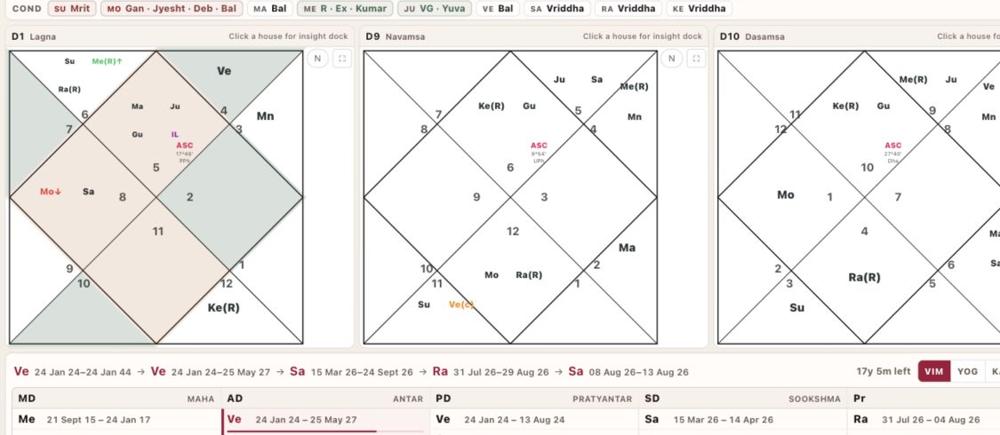 COND SU Mrit MO Gan · Jyesht · Deb · Bal MA Bal ME R · Ex · Kumar JU VG · Yuva VE Bal SA Vriddha RA Vriddha KE Vriddha
D1 Lagna Click a house for insight dock
Su Me(R)↑
Ra(R)
Ve
N
Ma Ju
6
4
Mn
7
3
Gu IL
ASC
17°46'
PPh
5
Mo↓ Sa 8 2
11
9
1
10
12
Ke(R)
D9 Navamsa Click a house for insight dock
Ju Sa
Me(R)
N
Ke(R) Gu
7
5
Mn
8
4
ASC
9°54'
UPh
6
9 3
12
Ma
10
2
Mo Ra(R)
11
1
Su Ve(c)
D10 Dasamsa Click a house for
Me(R) Ju
Ve
Ke(R) Gu
11
9
Mn
12
8
ASC
27°40'
Dha
10
Mo 1 7
4
Ma
2
6
Sa
Ra(R)
3
5
Su
Ve 24 Jan 24–24 Jan 44 → Ve 24 Jan 24–25 May 27 → Sa 15 Mar 26–24 Sept 26 → Ra 31 Jul 26–29 Aug 26 → Sa 08 Aug 26–13 Aug 26 17y 5m left VIM YOG
MD MAHA AD ANTAR PD PRATYANTAR SD SOOKSHMA Pr
Me 21 Sept 15 – 24 Jan 17 Ve 24 Jan 24 – 25 May 27 Ve 24 Jan 24 – 13 Aug 24 Sa 15 Mar 26 – 14 Apr 26 Ra 31 Jul 26 – 04 Aug 26